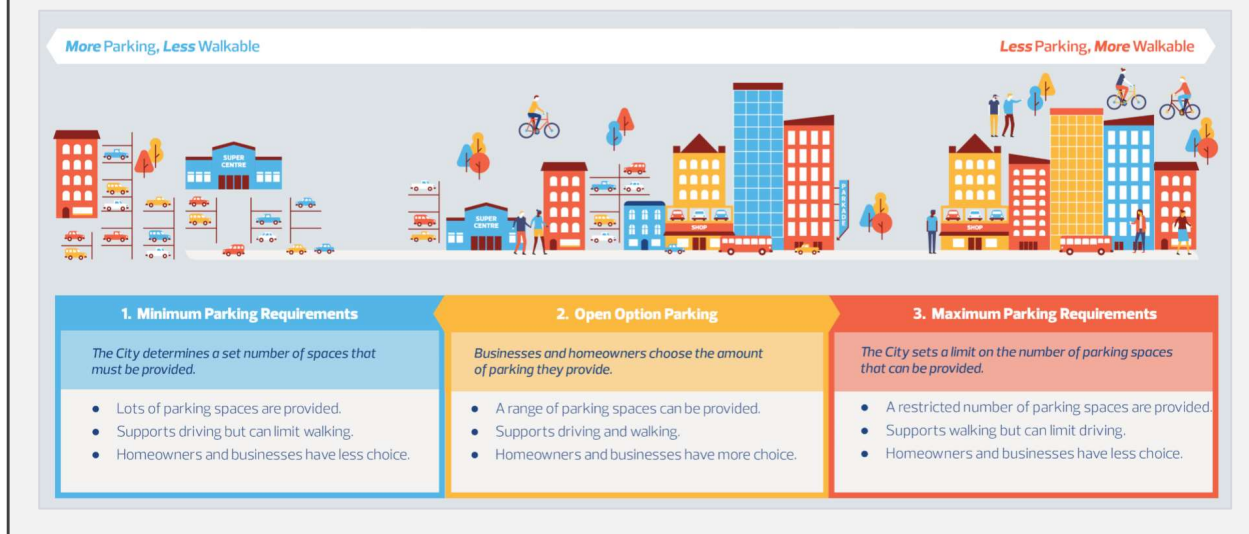 More Parking, Less Walkable
Less Parking, More Walkable
SUPER
CENTRE
SUPER
CENTRE
SHOP
PARKADE
SHOP
1. Minimum Parking Requirements
The City determines a set number of spaces that
must be provided.
● Lots of parking spaces are provided.
● Supports driving but can limit walking.
● Homeowners and businesses have less choice.
2. Open Option Parking
Businesses and homeowners choose the amount
of parking they provide.
● A range of parking spaces can be provided.
● Supports driving and walking.
● Homeowners and businesses have more choice.
3. Maximum Parking Requirements
The City sets a limit on the number of parking spaces
that can be provided.
● A restricted number of parking spaces are provided.
● Supports walking but can limit driving.
● Homeowners and businesses have less choice.